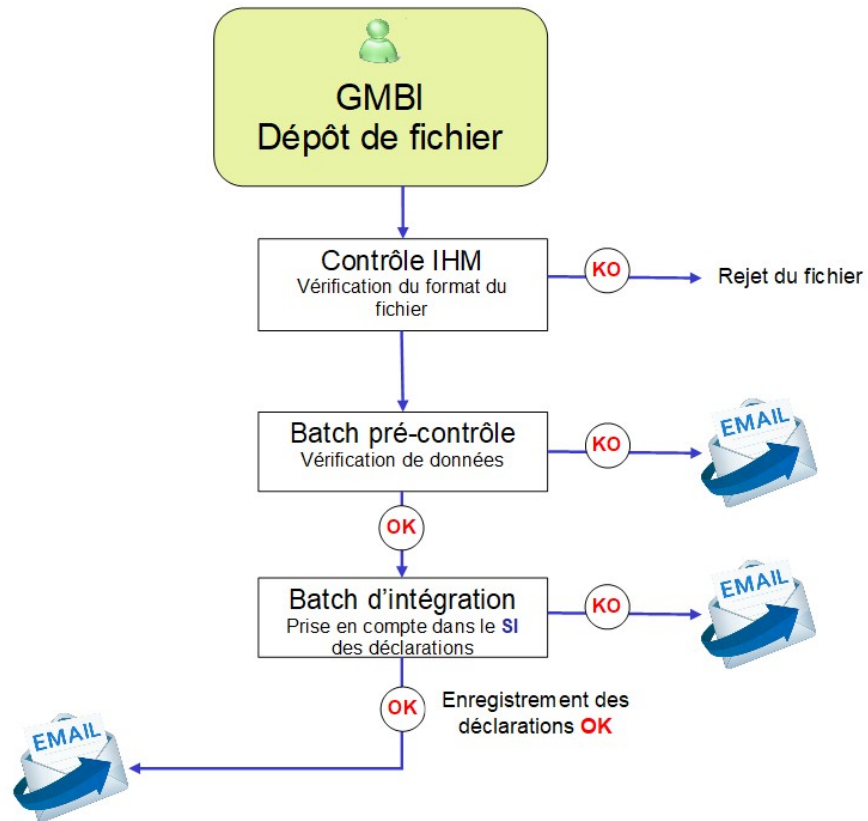 GMBI
Dépôt de fichier
Contrôle IHM
Vérification du format du
fichier
KO
Rejet du fichier
Batch pré-contrôle
Vérification de données
KO
EMAIL
OK
Batch d'intégration
Prise en compte dans le SI
des déclarations
KO
EMAIL
OK
Enregistrement des
déclarations OK
EMAIL